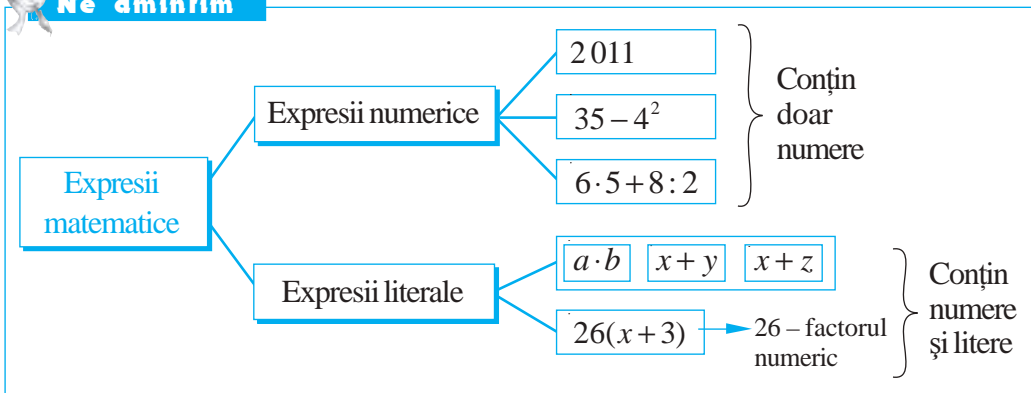 Ne amintim
Expresii matematice
Expresii numerice
2 011
35 – 4²
6·5+8:2
Conțin
doar
numere
Expresii literale
a·b x+y x+z
26(x+3)
26 – factorul
numeric
Conțin
numere
și litere